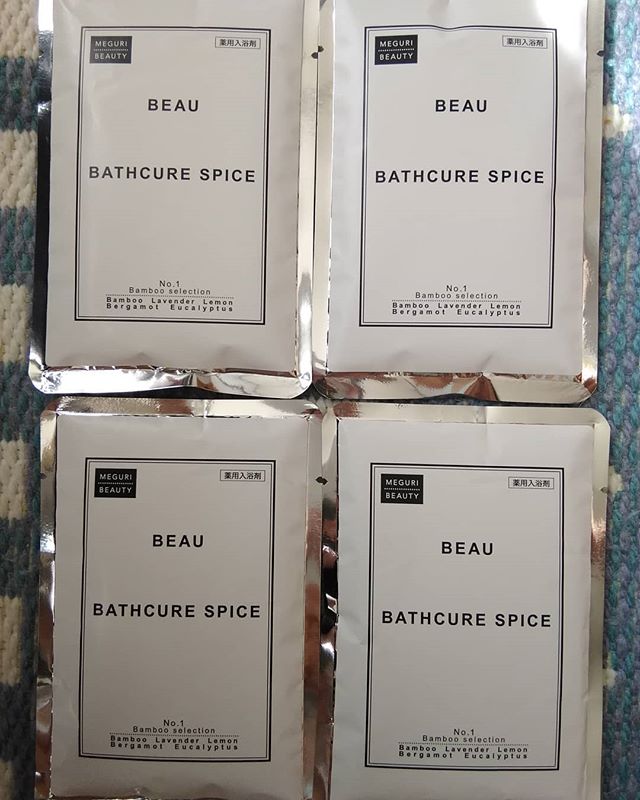 MEGURI
BEAUTY
薬用入浴剤
BEAU
BATHCURE SPICE
No.1
Bamboo selection
Bamboo Lavender Lemon
Bergamot Eucalyptus
MEGURI
BEAUTY
薬用入浴剤
BEAU
BATHCURE SPICE
No.1
Bamboo selection
Bamboo Lavender Lemon
Bergamot Eucalyptus
MEGURI
BEAUTY
薬用入浴剤
BEAU
BATHCURE SPICE
No.1
Bamboo selection
Bamboo Lavender Lemon
Bergamot Eucalyptus
MEGURI
BEAUTY
薬用入浴剤
BEAU
BATHCURE SPICE
No.1
Bamboo selection
Bamboo Lavender Lemon
Bergamot Eucalyptus